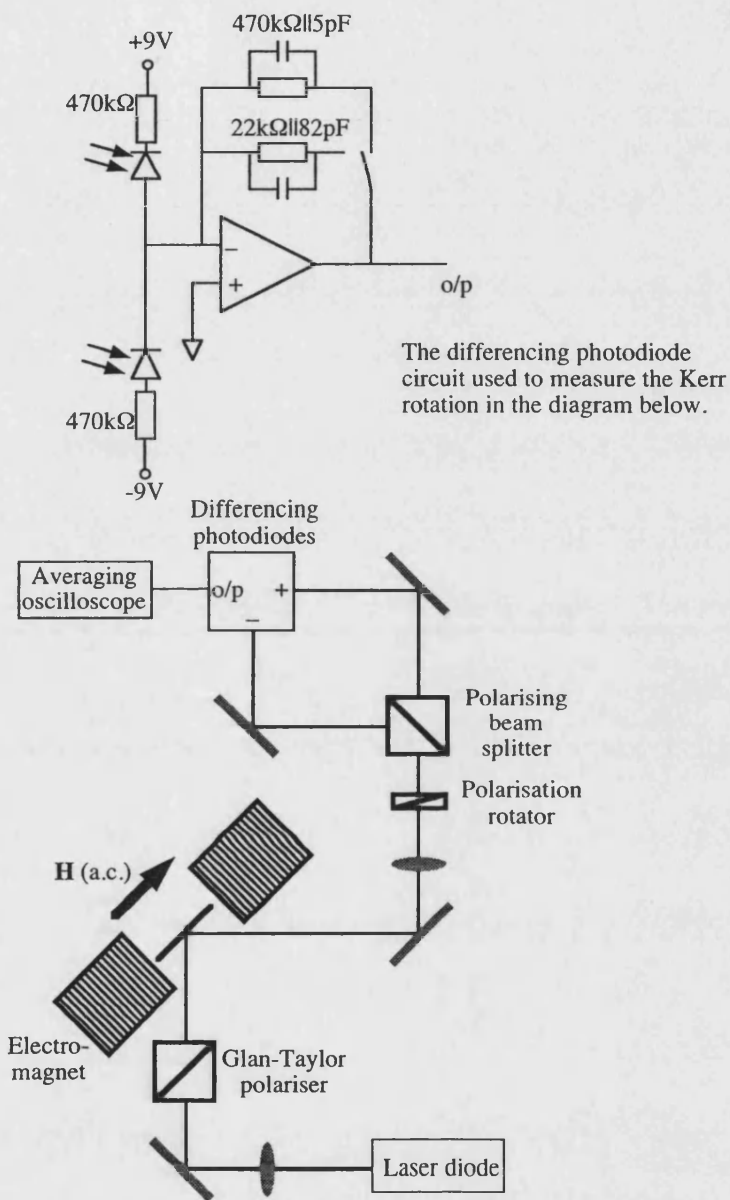 +9V
470kΩ||5pF
470kΩ
22kΩ||82pF
−
+
o/p
The differencing photodiode
circuit used to measure the Kerr
rotation in the diagram below.
470kΩ
-9V
Differencing
photodiodes
Averaging
oscilloscope
o/p +
−
Polarising
beam
splitter
Polarisation
rotator
H (a.c.)
Electro-
magnet
Glan-Taylor
polariser
Laser diode